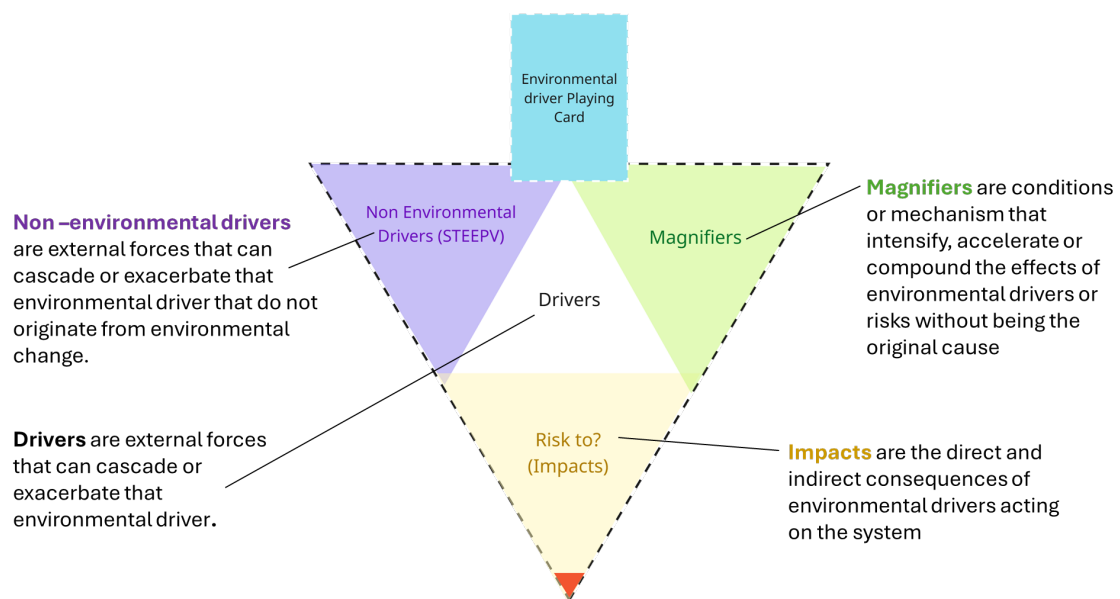 Environmental
driver Playing
Card
Non –environmental drivers
are external forces that can
cascade or exacerbate that
environmental driver that do not
originate from environmental
change.
Non Environmental
Drivers (STEEPV)
Magnifiers
Magnifiers are conditions
or mechanism that
intensify, accelerate or
compound the effects of
environmental drivers or
risks without being the
original cause
Drivers
Drivers are external forces
that can cascade or
exacerbate that
environmental driver.
Risk to?
(Impacts)
Impacts are the direct and
indirect consequences of
environmental drivers acting
on the system